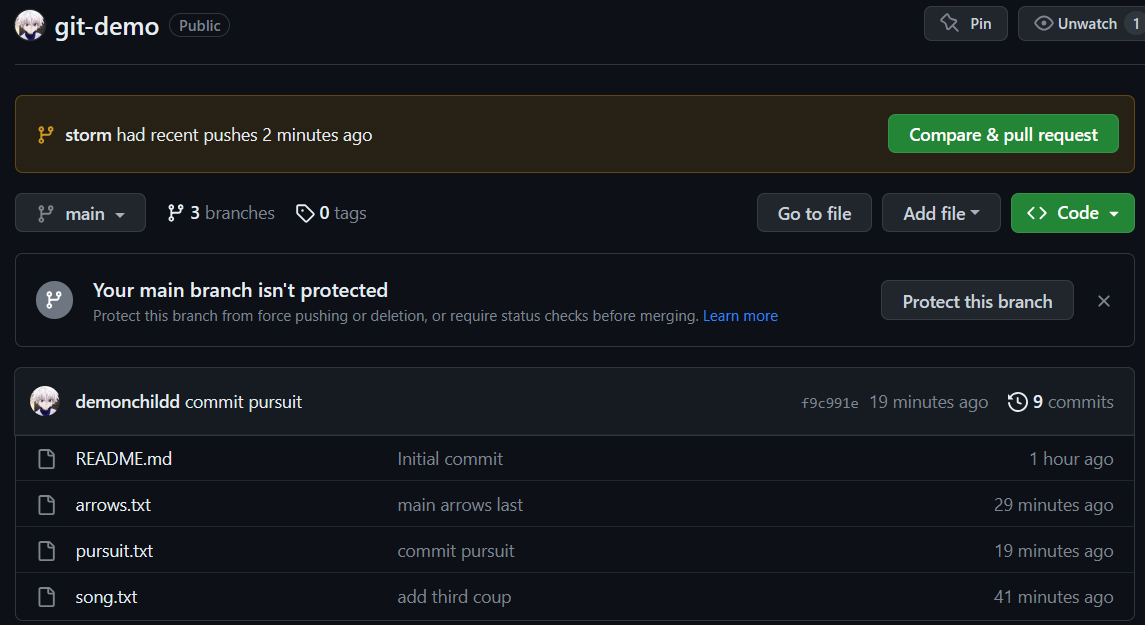 git-demo Public Pin Unwatch 1
storm had recent pushes 2 minutes ago Compare & pull request
main 3 branches 0 tags Go to file Add file <> Code
Your main branch isn't protected
Protect this branch from force pushing or deletion, or require status checks before merging. Learn more Protect this branch
demonchildd commit pursuit f9c991e 19 minutes ago 9 commits
README.md Initial commit 1 hour ago
arrows.txt main arrows last 29 minutes ago
pursuit.txt commit pursuit 19 minutes ago
song.txt add third coup 41 minutes ago